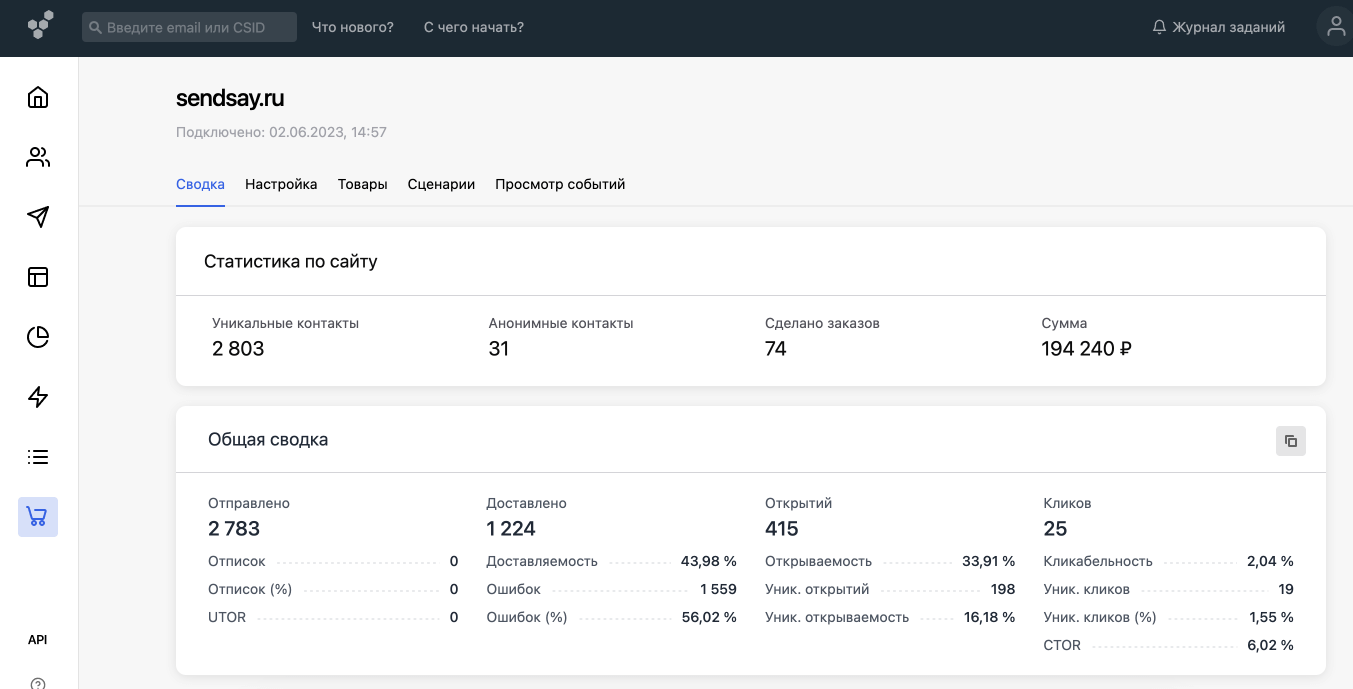 Введите email или CSID
Что нового?
С чего начать?
Журнал заданий
sendsay.ru
Подключено: 02.06.2023, 14:57
Сводка Настройка Товары Сценарии Просмотр событий
Статистика по сайту
Уникальные контакты Анонимные контакты Сделано заказов Сумма
2 803 31 74 194 240 ₽
Общая сводка
Отправлено Доставлено Открытий Кликов
2 783 1 224 415 25
Отписок 0 Доставляемость 43,98 % Открываемость 33,91 % Кликабельность 2,04 %
Отписок (%) 0 Ошибок 1 559 Уник. открытий 198 Уник. кликов 19
UTOR 0 Ошибок (%) 56,02 % Уник. открываемость 16,18 % Уник. кликов (%) 1,55 %
CTOR 6,02 %
API